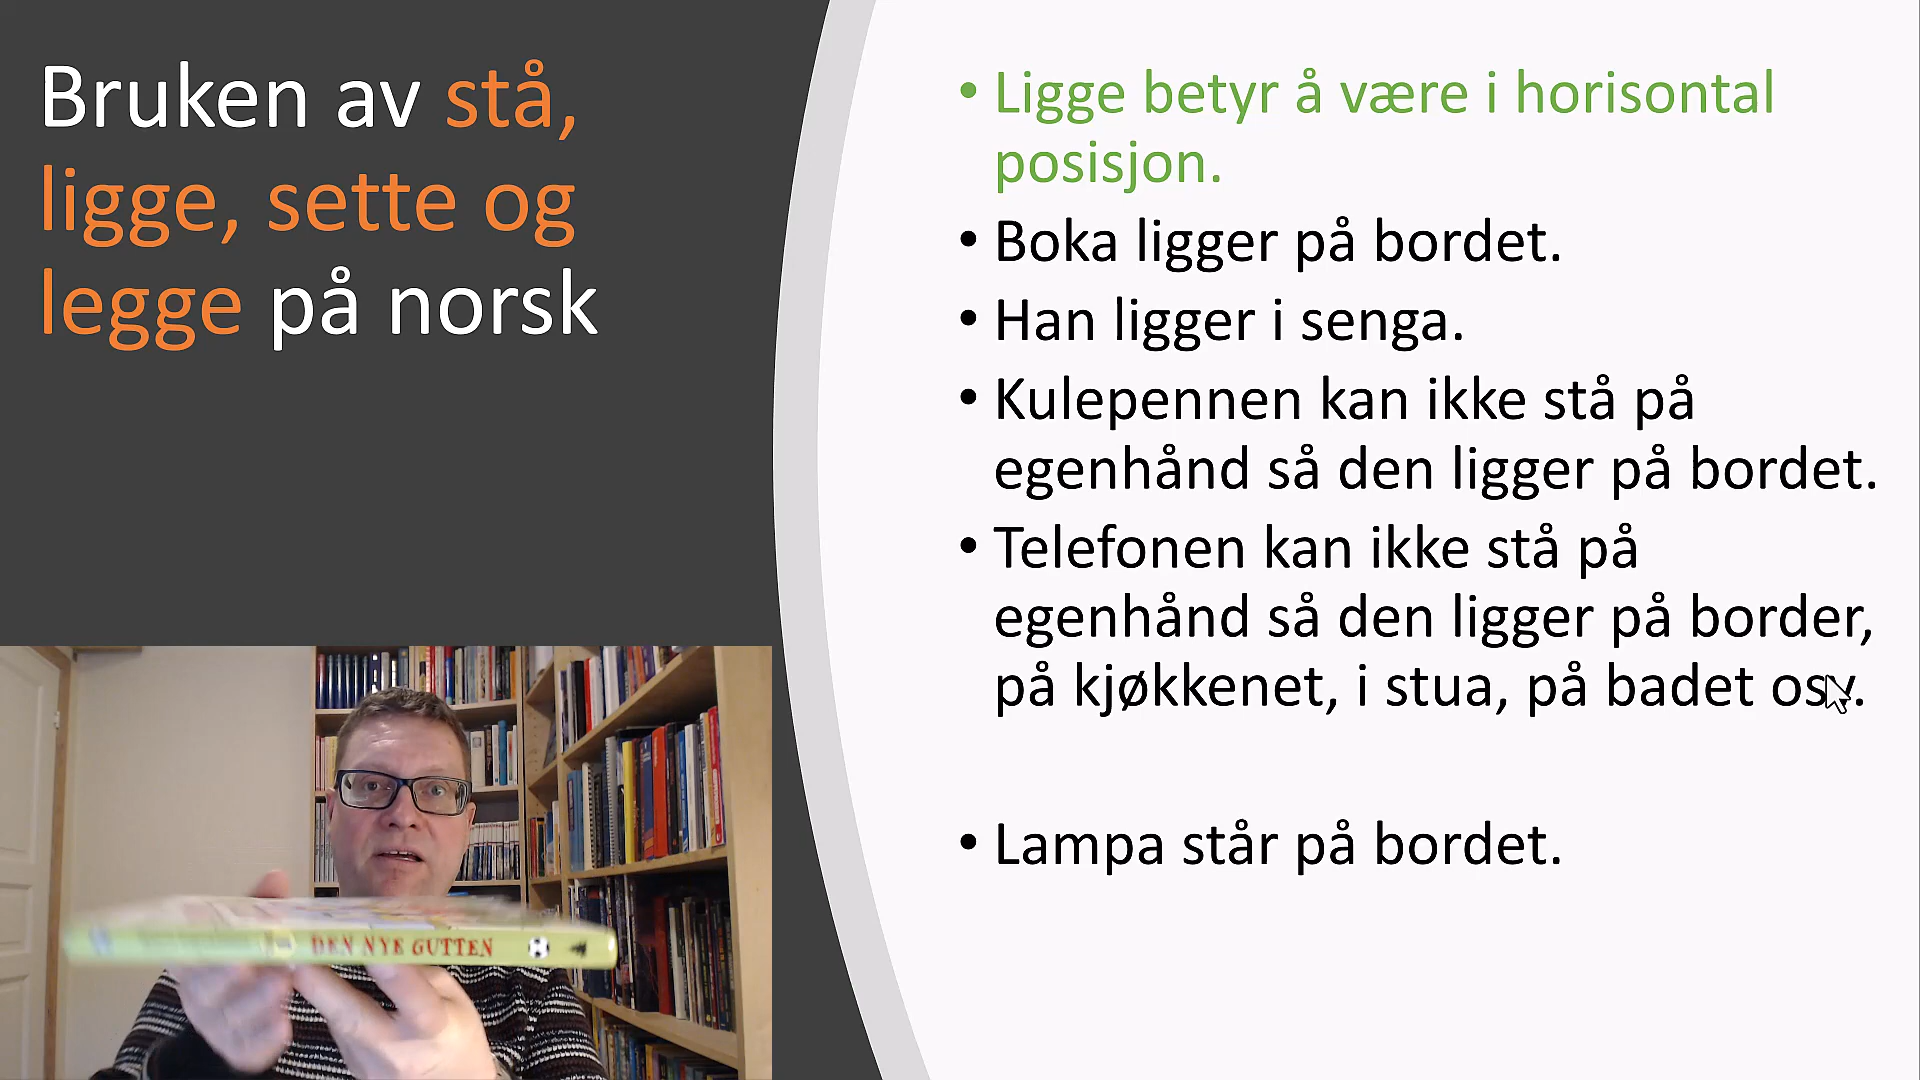 Bruken av stå,
ligge, sette og
legge på norsk
• Ligge betyr å være i horisontal
posisjon.
• Boka ligger på bordet.
• Han ligger i senga.
• Kulepennen kan ikke stå på
egenhånd så den ligger på bordet.
• Telefonen kan ikke stå på
egenhånd så den ligger på border,
på kjøkkenet, i stua, på badet osv.
• Lampa står på bordet.
DEN NYE GUTTEN